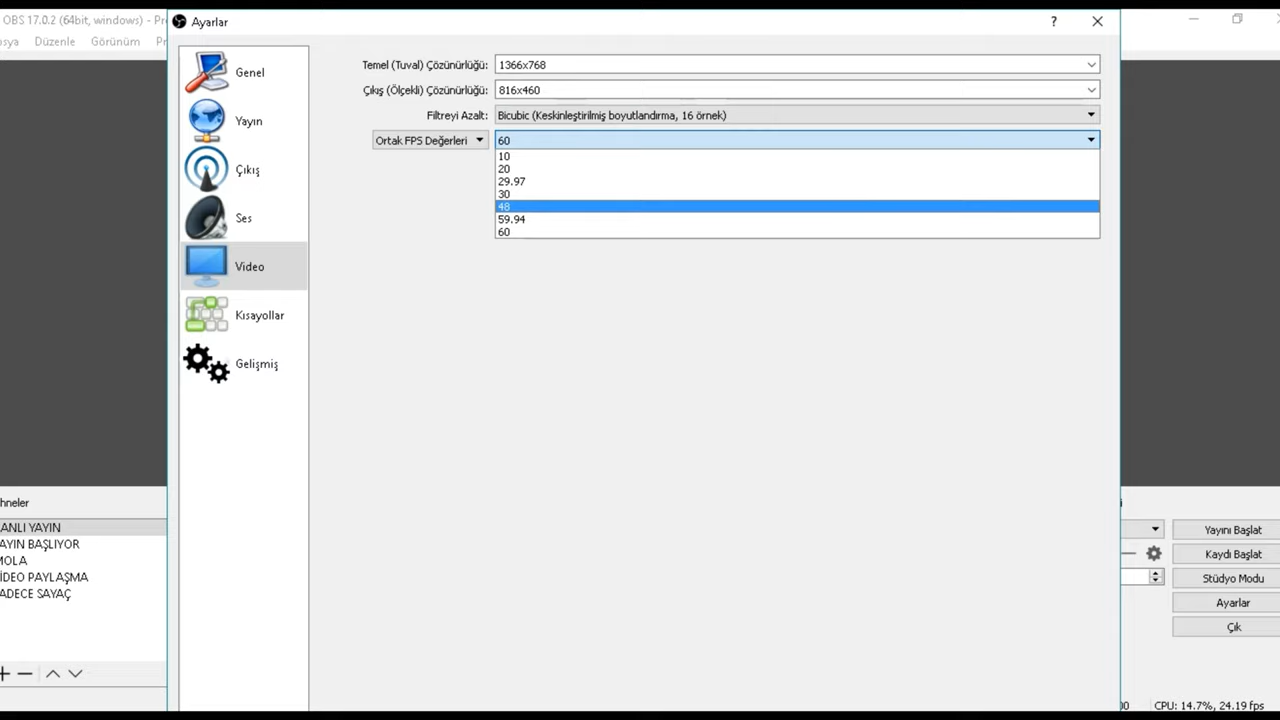 OBS 17.0.2 (64bit, windows) - Pr
Ayarlar
?
sya Düzenle Görünüm Pr
Genel
Yayın
Çıkış
Ses
Video
Kısayollar
Gelişmiş
Temel (Tuval) Çözünürlüğü: 1366x768
Çıkış (Ölçekli) Çözünürlüğü: 816x460
Filtreyi Azalt: Bicubic (Keskinleştirilmiş boyutlandırma, 16 örnek)
Ortak FPS Değerleri 60
10
20
29.97
30
48
59.94
60
hneler
ANLI YAYIN
AYIN BAŞLIYOR
MOLA
İDEO PAYLAŞMA
ADECE SAYAÇ
i
Yayını Başlat
Kaydı Başlat
Stüdyo Modu
Ayarlar
Çık
00 CPU: 14.7%, 24.19 fps